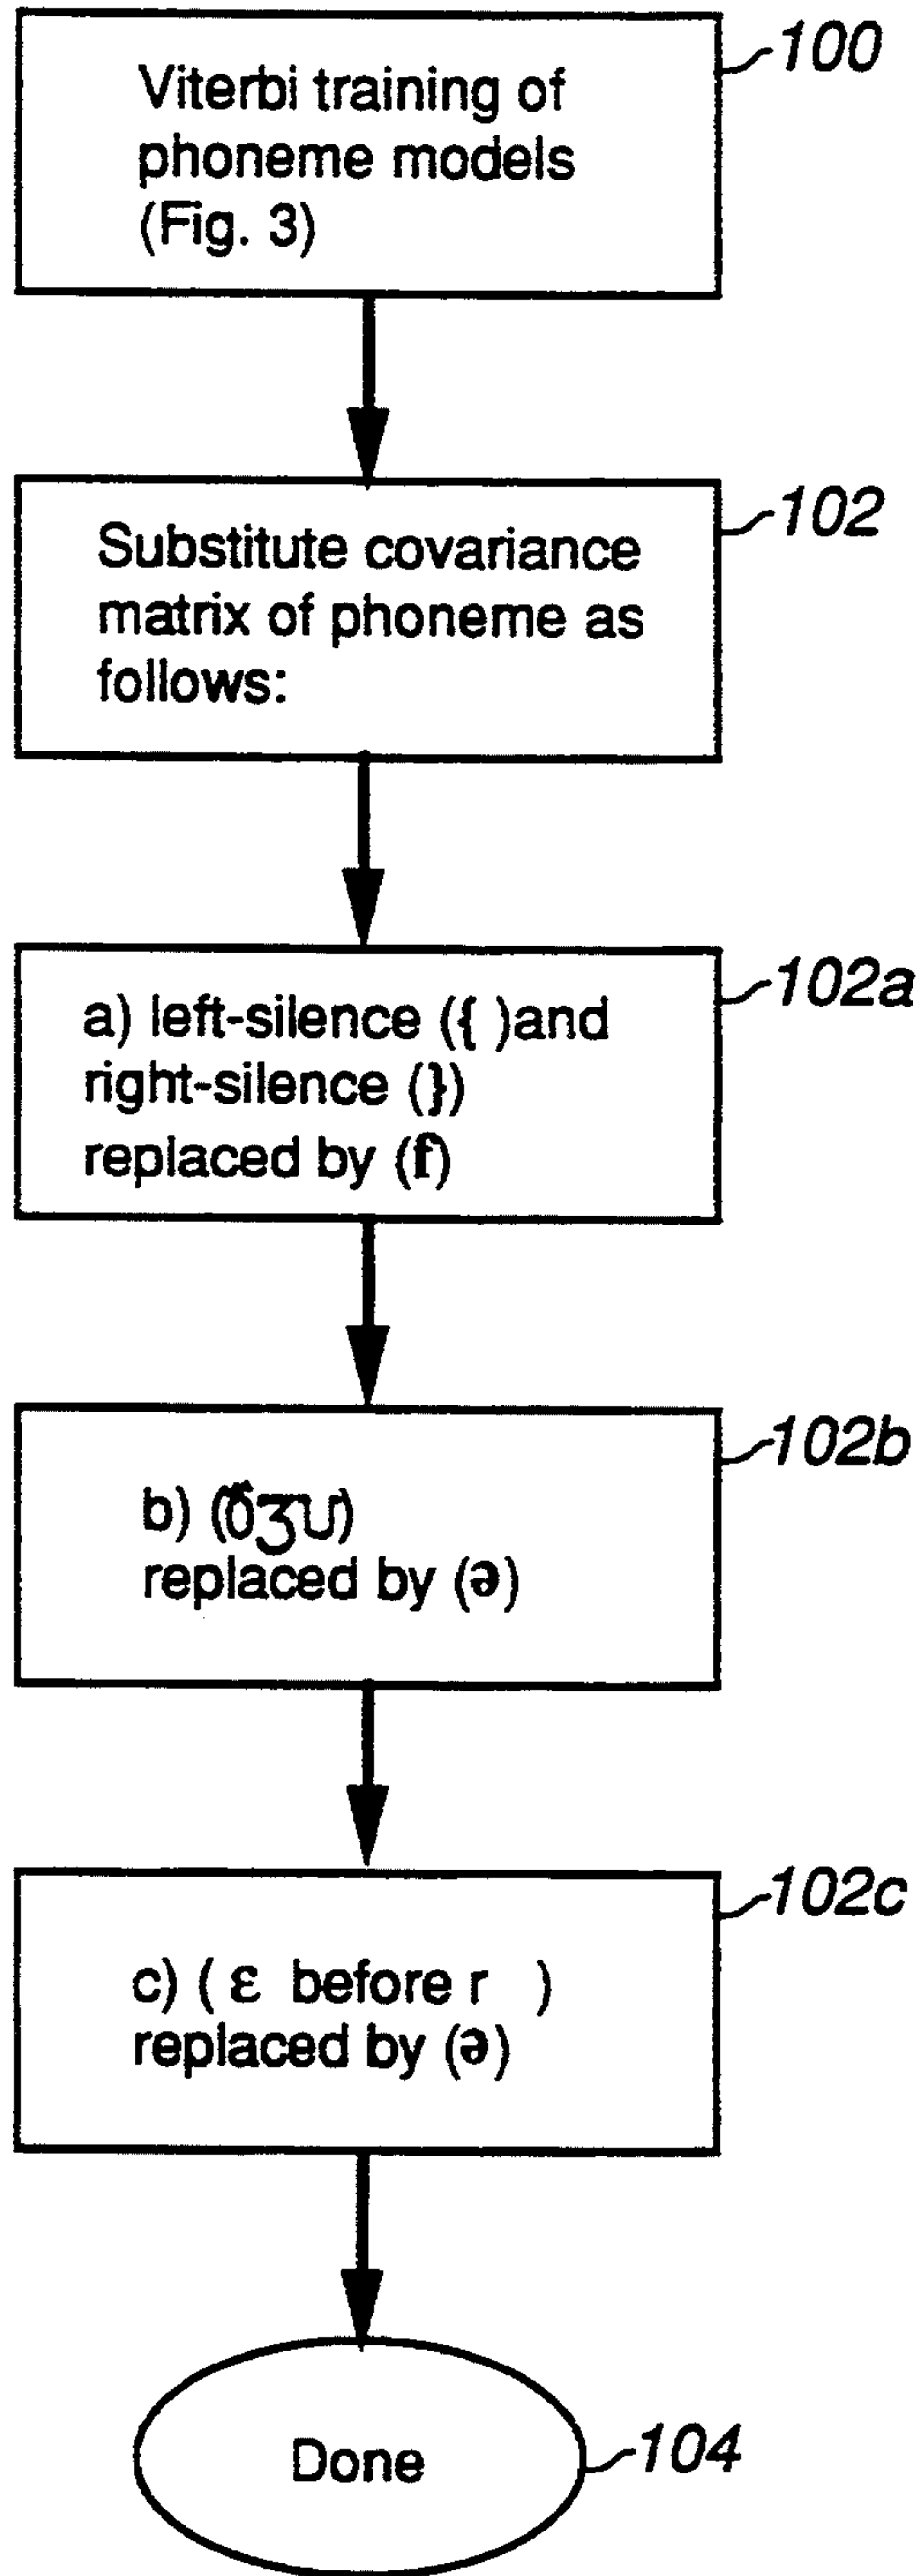 100
Viterbi training of
phoneme models
(Fig. 3)
102
Substitute covariance
matrix of phoneme as
follows:
102a
a) left-silence ({ )and
right-silence (})
replaced by (f)
102b
b) (ðʒʊ)
replaced by (ə)
102c
c) ( ɛ before r )
replaced by (ə)
Done
104